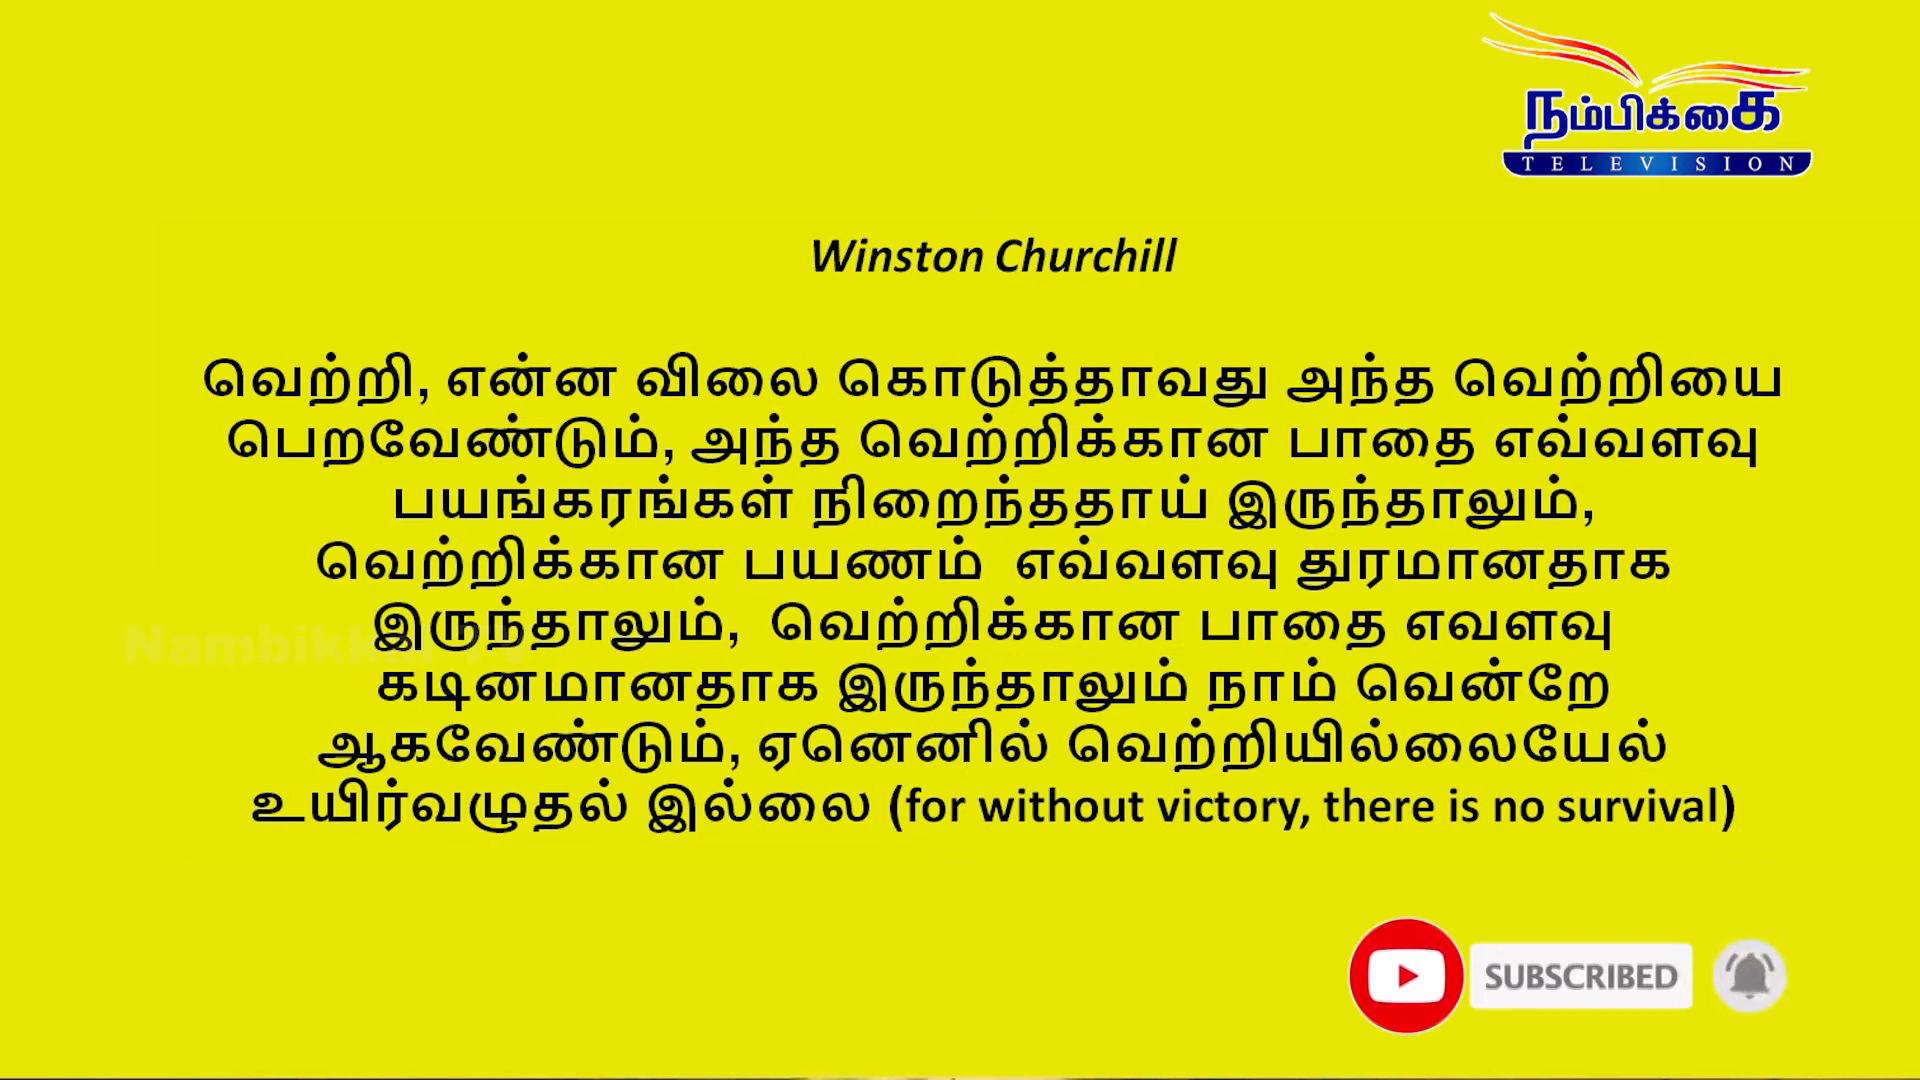 நம்பிக்கை
TELEVISION
Winston Churchill
வெற்றி, என்ன விலை கொடுத்தாவது அந்த வெற்றியை
பெறவேண்டும், அந்த வெற்றிக்கான பாதை எவ்வளவு
பயங்கரங்கள் நிறைந்ததாய் இருந்தாலும்,
வெற்றிக்கான பயணம் எவ்வளவு துரமானதாக
இருந்தாலும், வெற்றிக்கான பாதை எவளவு
கடினமானதாக இருந்தாலும் நாம் வென்றே
ஆகவேண்டும், ஏனெனில் வெற்றியில்லையேல்
உயிர்வழுதல் இல்லை (for without victory, there is no survival)
Nambikkai TV
SUBSCRIBED